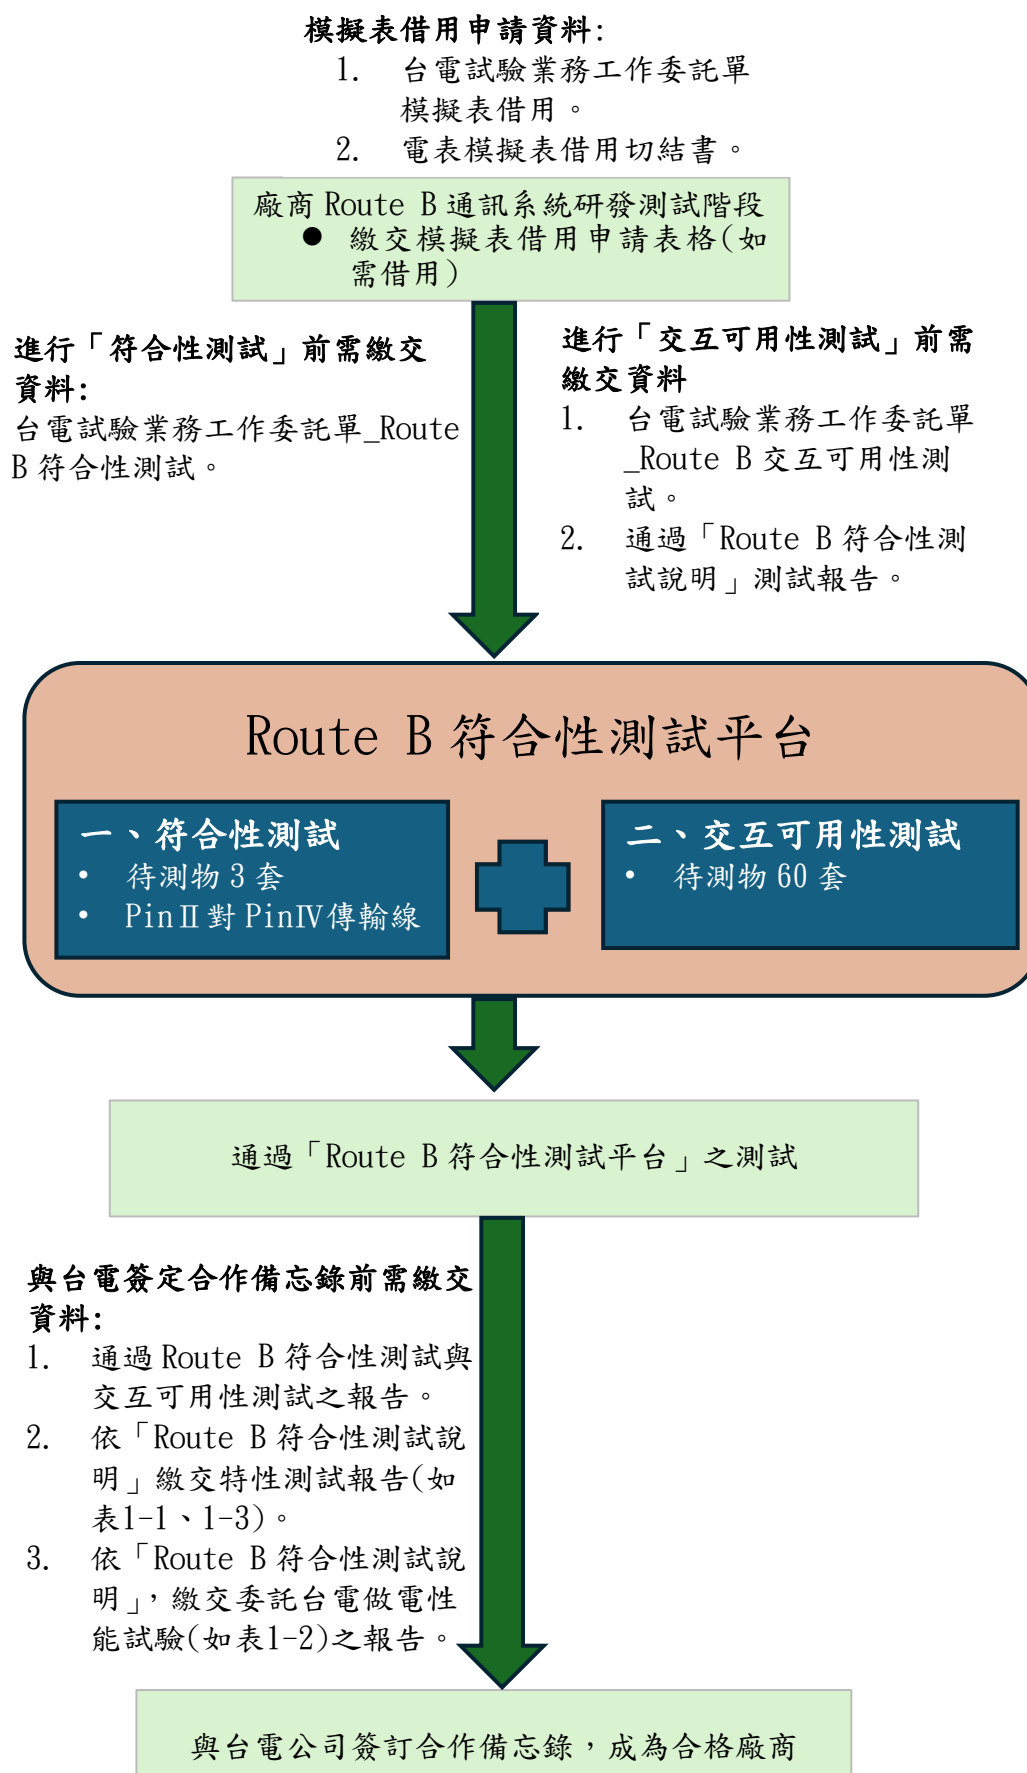 模擬表借用申請資料:
1. 台電試驗業務工作委託單
模擬表借用。
2. 電表模擬表借用切結書。
廠商 Route B 通訊系統研發測試階段
● 繳交模擬表借用申請表格(如
需借用)
進行「符合性測試」前需繳交
資料:
台電試驗業務工作委託單_Route
B 符合性測試。
進行「交互可用性測試」前需
繳交資料
1. 台電試驗業務工作委託單
_Route B 交互可用性測
試。
2. 通過「Route B 符合性測
試說明」測試報告。
Route B 符合性測試平台
一、符合性測試
• 待測物 3 套
• PinⅡ對 PinⅣ傳輸線
二、交互可用性測試
• 待測物 60 套
通過「Route B 符合性測試平台」之測試
與台電簽定合作備忘錄前需繳交
資料:
1. 通過 Route B 符合性測試與
交互可用性測試之報告。
2. 依「Route B 符合性測試說
明」繳交特性測試報告(如
表1-1、1-3)。
3. 依「Route B 符合性測試說
明」，繳交委託台電做電性
能試驗(如表1-2)之報告。
與台電公司簽訂合作備忘錄，成為合格廠商